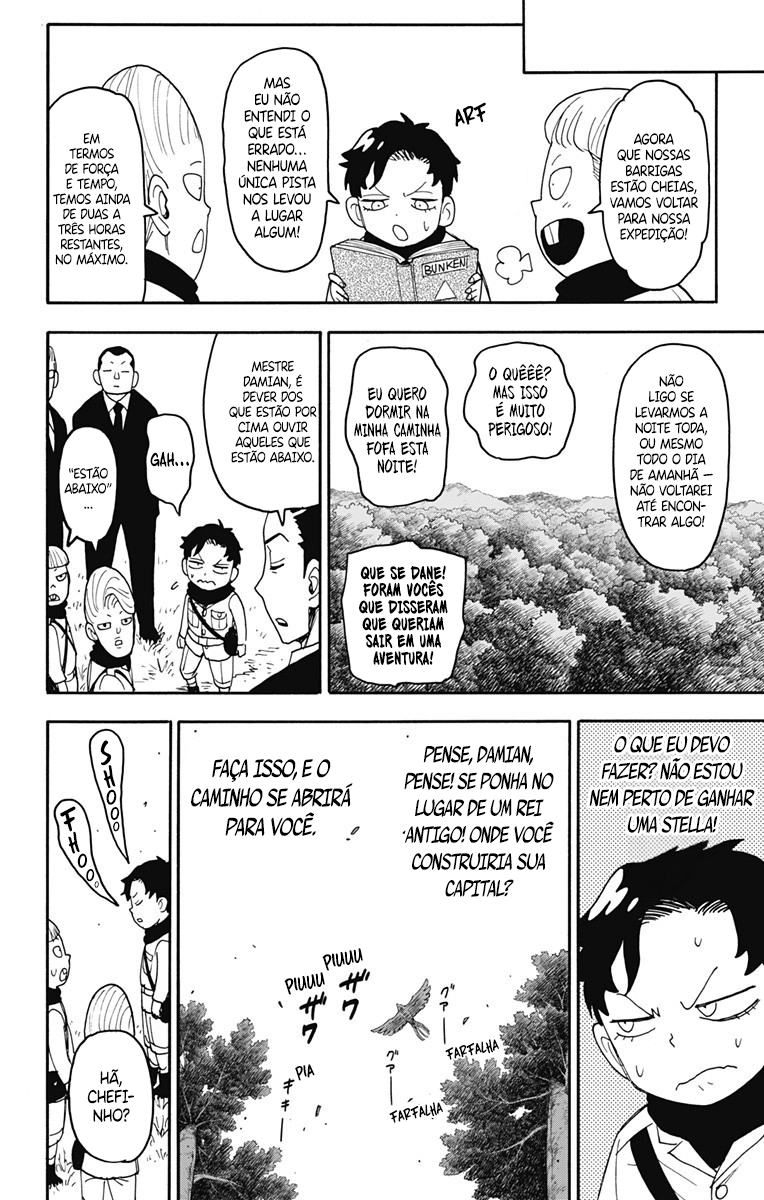 AGORA
QUE NOSSAS
BARRIGAS
ESTÃO CHEIAS,
VAMOS VOLTAR
PARA NOSSA
EXPEDIÇÃO!
ARF
BUNKEN
MAS
EU NÃO
ENTENDI O
QUE ESTÁ
ERRADO...
NENHUMA
ÚNICA PISTA
NOS LEVOU
A LUGAR
ALGUM!
EM
TERMOS
DE FORÇA
E TEMPO,
TEMOS AINDA
DE DUAS A
TRÊS HORAS
RESTANTES,
NO MÁXIMO.
NÃO
LIGO SE
LEVARMOS A
NOITE TODA,
OU MESMO
TODO O DIA
DE AMANHÃ –
NÃO VOLTAREI
ATÉ ENCON-
TRAR ALGO!
O QUÊÊÊ?
MAS ISSO
É MUITO
PERIGOSO!
EU QUERO
DORMIR NA
MINHA CAMINHA
FOFA ESTA
NOITE!
QUE SE DANE!
FORAM VOCÊS
QUE DISSERAM
QUE QUERIAM
SAIR EM UMA
AVENTURA!
MESTRE
DAMIAN, É
DEVER DOS
QUE ESTÃO POR
CIMA OUVIR
AQUELES QUE
ESTÃO ABAIXO.
GAH...
“ESTÃO
ABAIXO”
...
O QUE EU DEVO
FAZER? NÃO ESTOU
NEM PERTO DE GANHAR
UMA STELLA!
PENSE, DAMIAN,
PENSE! SE PONHA NO
LUGAR DE UM REI
ANTIGO! ONDE VOCÊ
CONSTRUIRIA SUA
CAPITAL?
FAÇA ISSO, E O
CAMINHO SE ABRIRÁ
PARA VOCÊ.
PIUUU
PIUUU
ザワ
ザワ
グアー
FARFALHA
グアー
FARFALHA
PIA
キキ
SHOOO
FHOO...
HÃ,
CHEFI-
NHO?